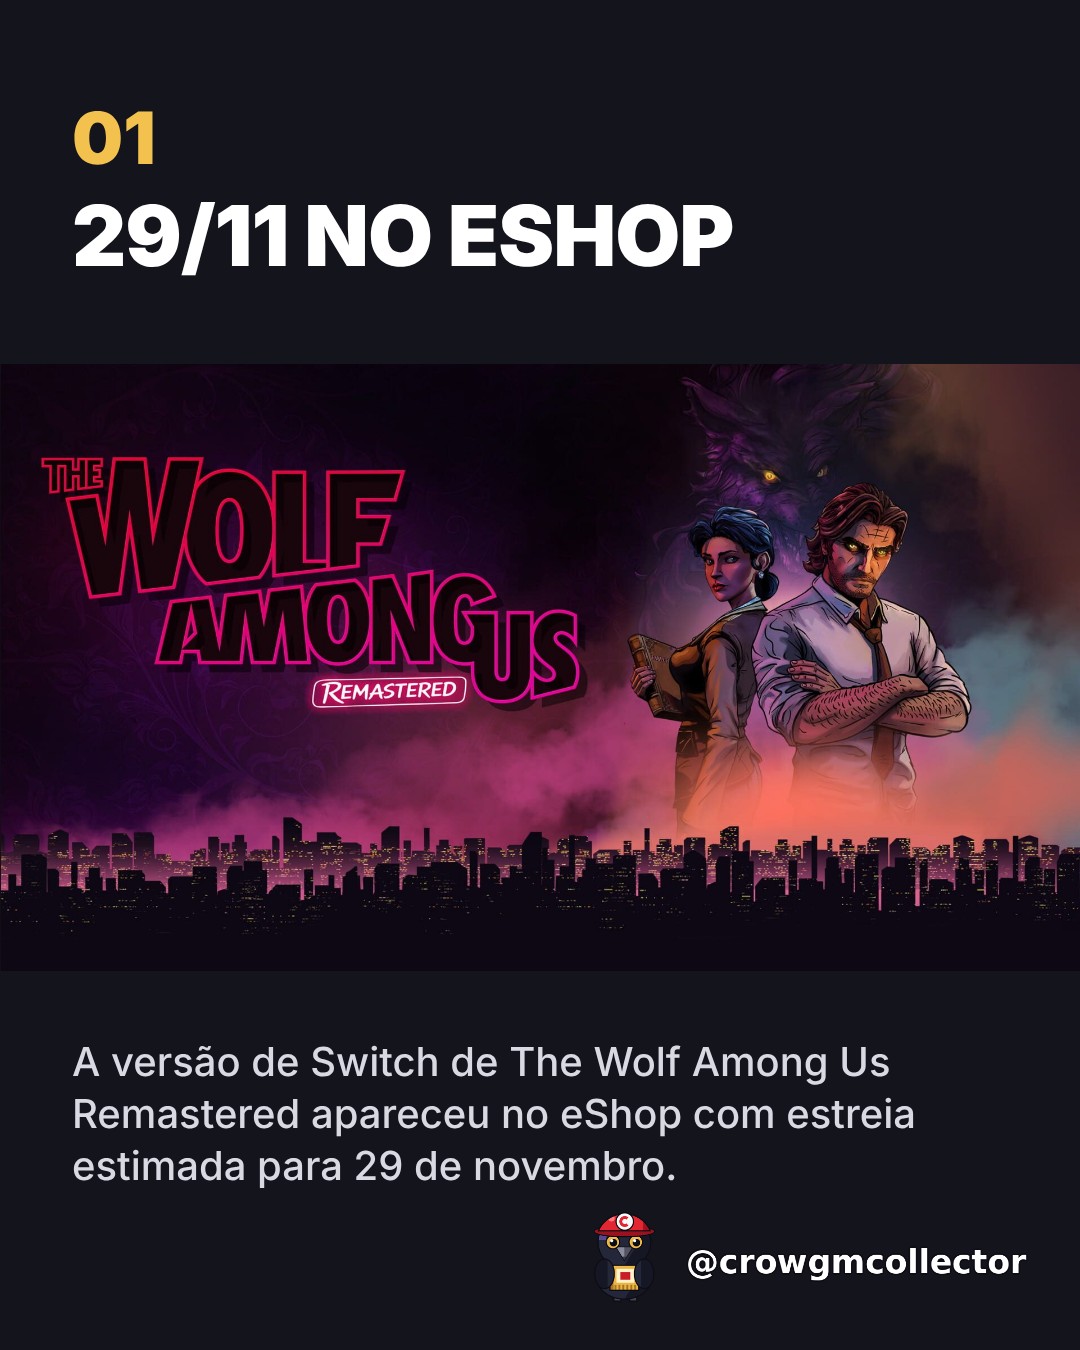 01
29/11 NO ESHOP
THE
WOLF
AMONG
US
REMASTERED
A versão de Switch de The Wolf Among Us
Remastered apareceu no eShop com estreia
estimada para 29 de novembro.
C
@crowgmcollector